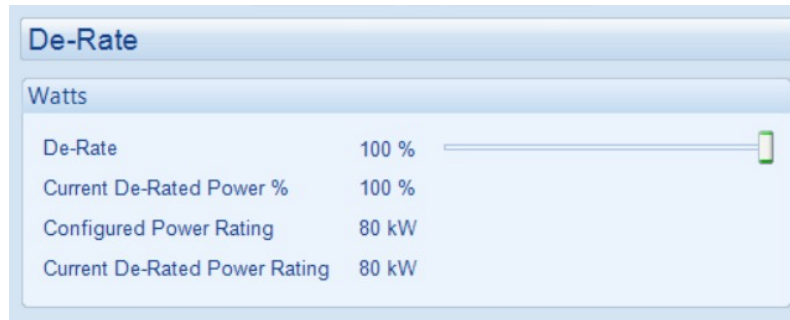 De-Rate
Watts
De-Rate 100 %
Current De-Rated Power % 100 %
Configured Power Rating 80 kW
Current De-Rated Power Rating 80 kW